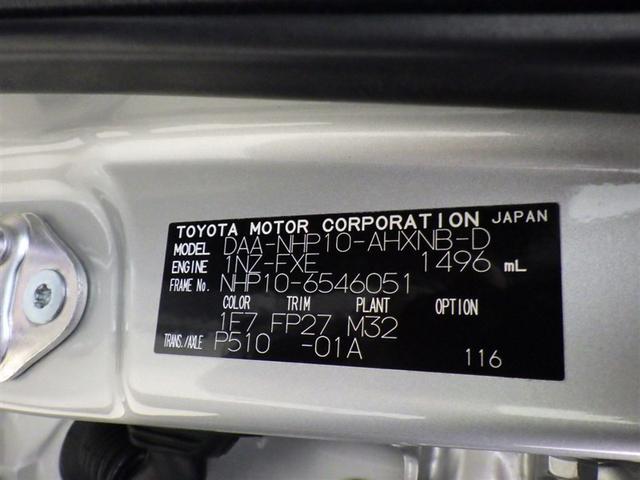 TOYOTA MOTOR CORPORATION JAPAN
MODEL DAA-NHP10-AHXNB-D
ENGINE 1NZ-FXE 1496 mL
FRAME No. NHP10-6546051
COLOR TRIM PLANT OPTION
1F7 FP27 M32
TRANS./AXLE P510 -01A
116